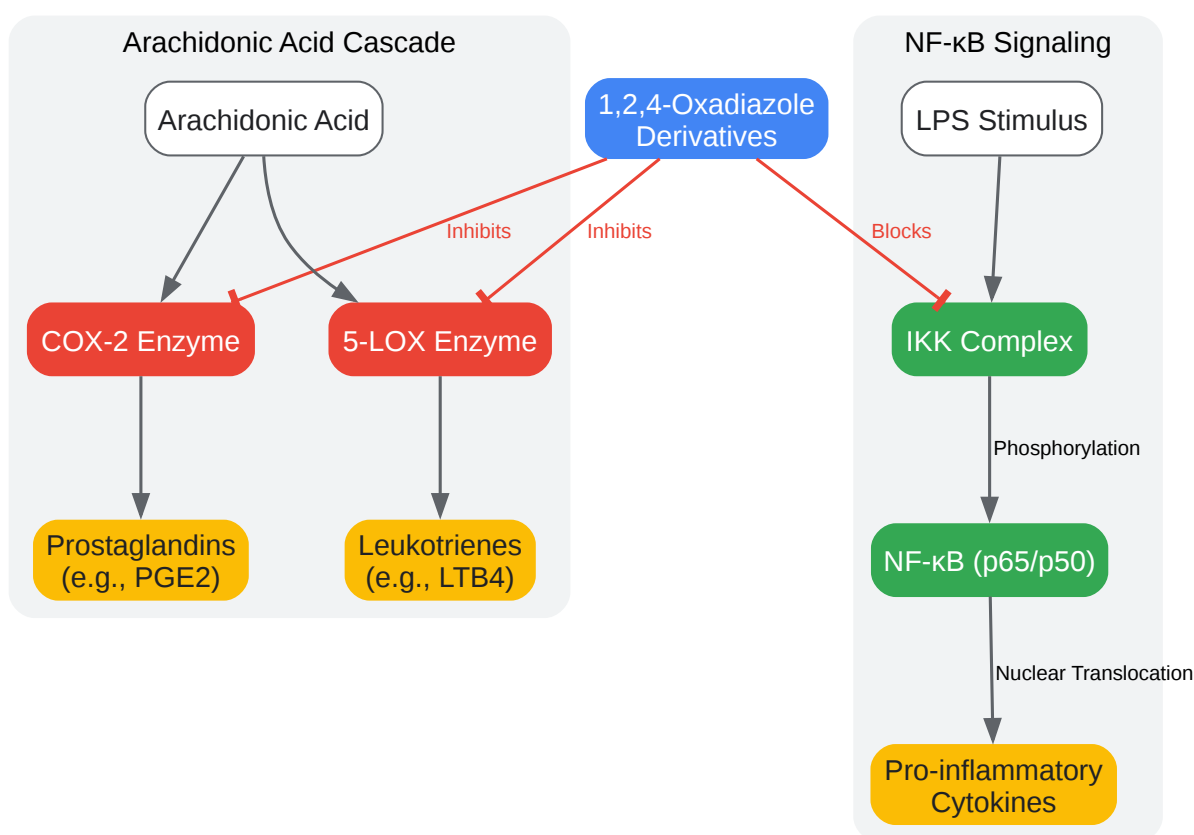 Arachidonic Acid Cascade
NF-κB Signaling
Arachidonic Acid
1,2,4-Oxadiazole
Derivatives
LPS Stimulus
Inhibits
Inhibits
Blocks
COX-2 Enzyme
5-LOX Enzyme
IKK Complex
Phosphorylation
Prostaglandins
(e.g., PGE2)
Leukotrienes
(e.g., LTB4)
NF-κB (p65/p50)
Nuclear Translocation
Pro-inflammatory
Cytokines